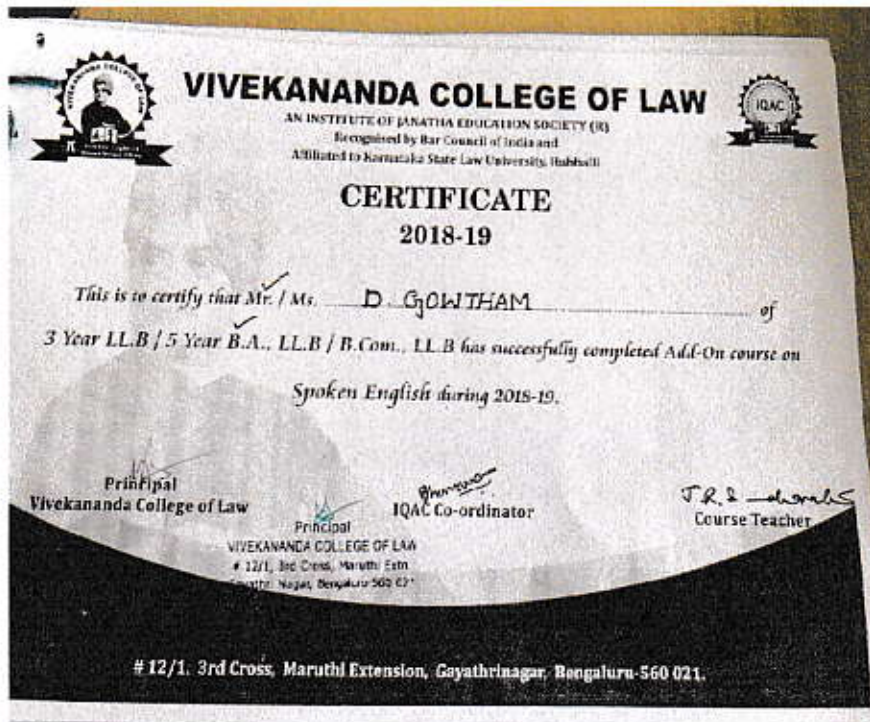 VIVEKANANDA COLLEGE OF LAW
AN INSTITUTE OF JANATHA EDUCATION SOCIETY (R)
Recognised by Bar Council of India and
Affiliated to Karnataka State Law University, Hubballi
IQAC
CERTIFICATE
2018-19
This is to certify that Mr. / Ms. D. GOWTHAM of
3 Year LL.B / 5 Year B.A., LL.B / B.Com., LL.B has successfully completed Add-On course on
Spoken English during 2018-19.
Principal
Vivekananda College of Law
IQAC Co-ordinator
Course Teacher
Principal
VIVEKANANDA COLLEGE OF LAW
# 12/1, 3rd Cross, Maruthi Extn
Nagar, Bengaluru-560 021
# 12/1, 3rd Cross, Maruthi Extension, Gayathrinagar, Bengaluru-560 021.